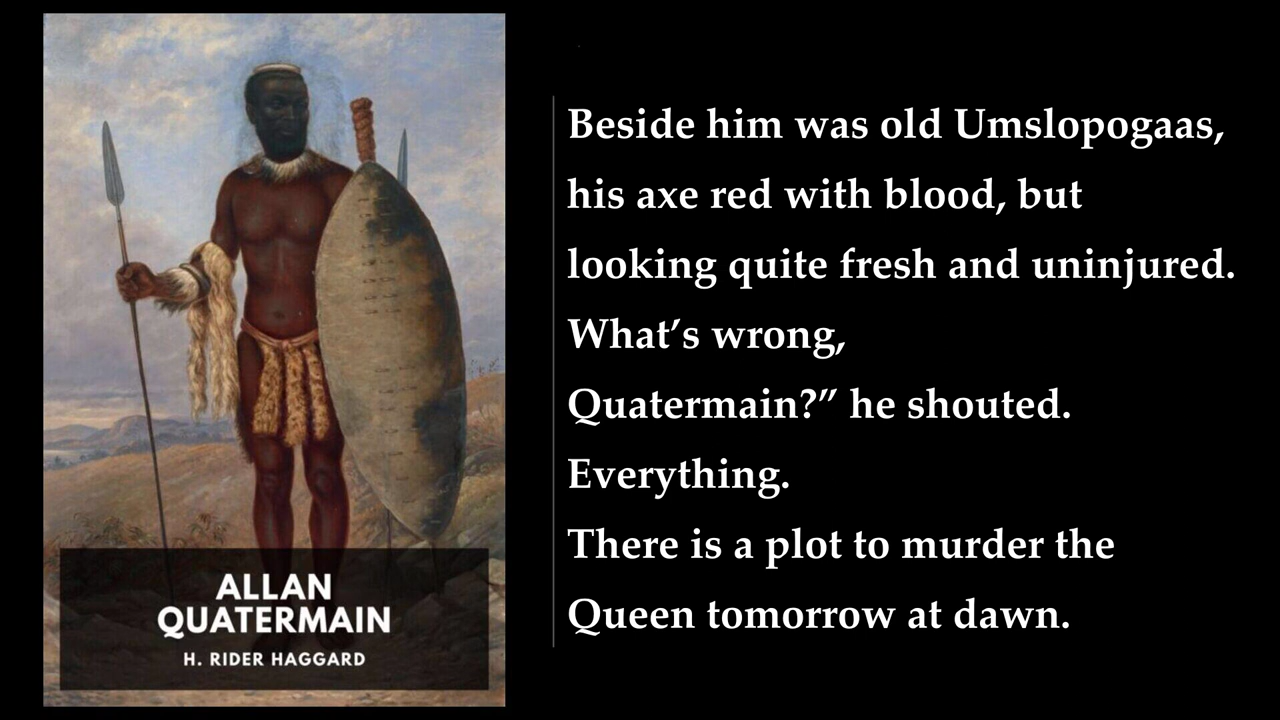 Beside him was old Umslopogaas,
his axe red with blood, but
looking quite fresh and uninjured.
What’s wrong,
Quatermain?” he shouted.
Everything.
There is a plot to murder the
Queen tomorrow at dawn.
ALLAN
QUATERMAIN
H. RIDER HAGGARD